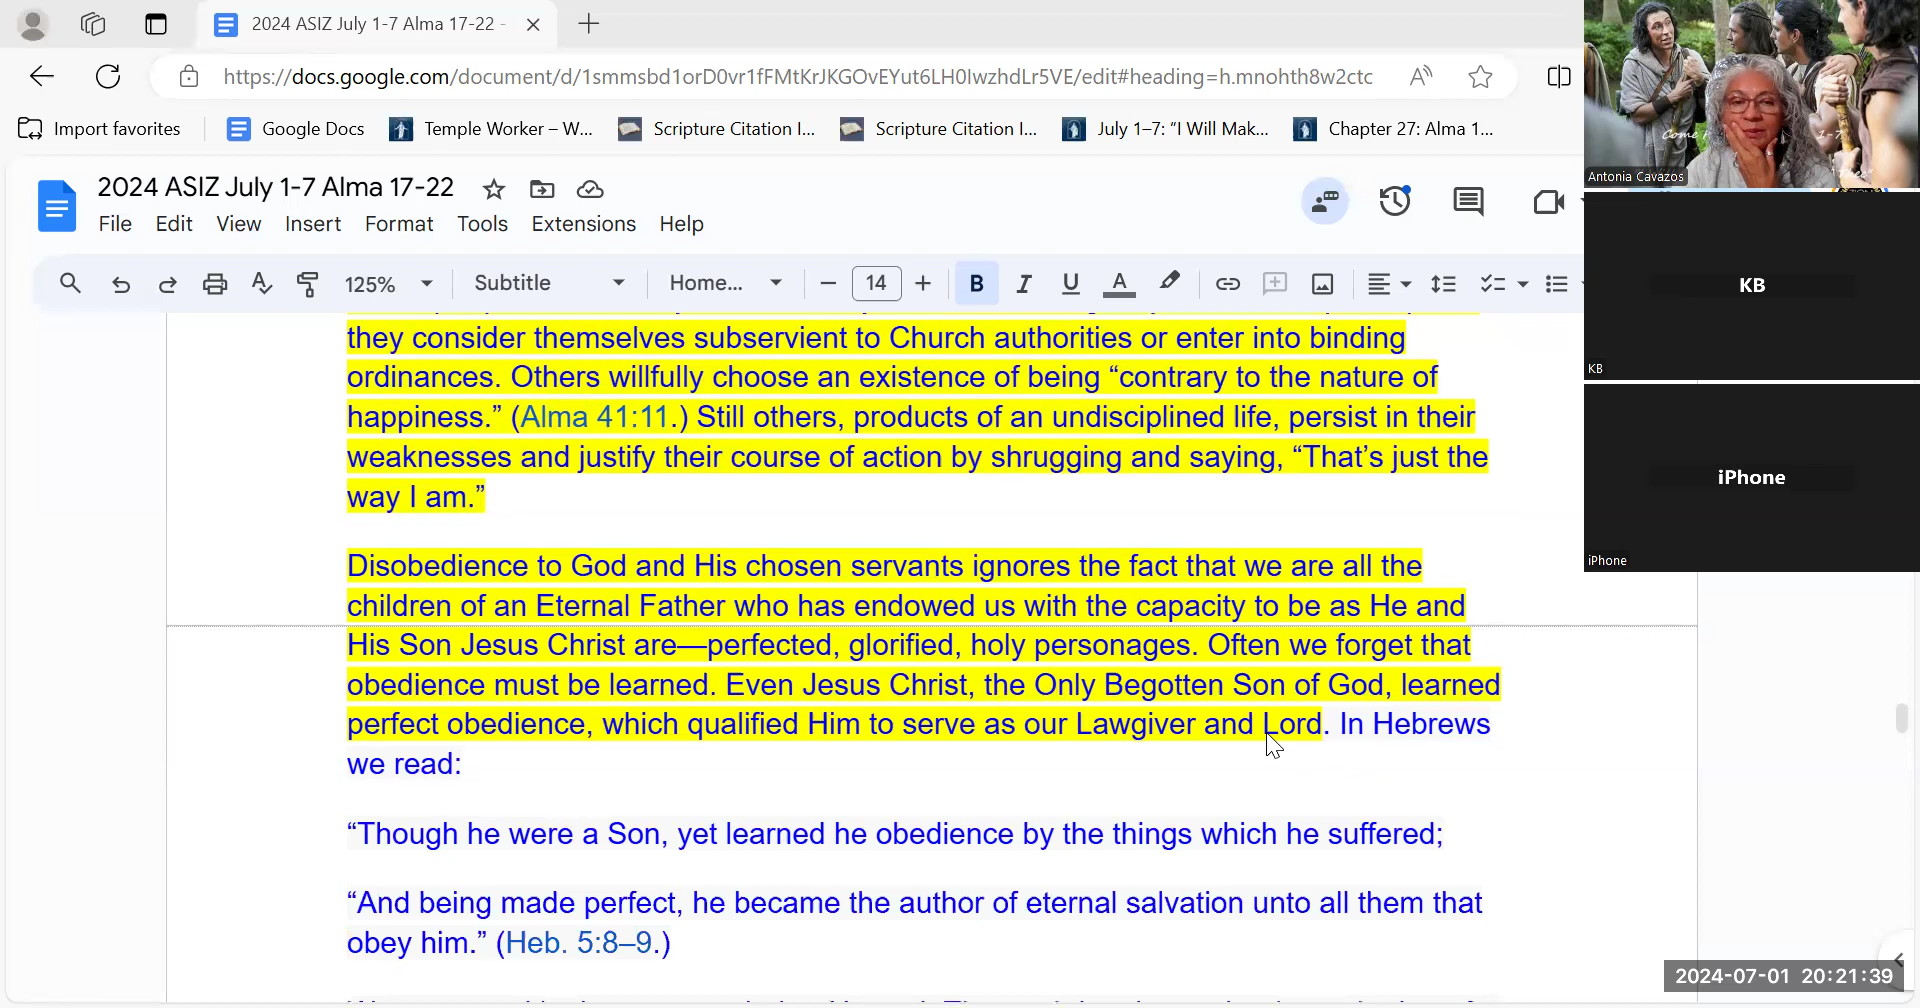 2024 ASIZ July 1-7 Alma 17-22 -
https://docs.google.com/document/d/1smmsbd1orD0vr1fFMtKrJKGOvEYut6LH0IwzhdLr5VE/edit#heading=h.mnohth8w2ctc
Import favorites
Google Docs
Temple Worker – W...
Scripture Citation I...
Scripture Citation I...
July 1–7: “I Will Mak...
Chapter 27: Alma 1...
2024 ASIZ July 1-7 Alma 17-22
File Edit View Insert Format Tools Extensions Help
125% Subtitle Home... 14 B I U A
they consider themselves subservient to Church authorities or enter into binding
ordinances. Others willfully choose an existence of being “contrary to the nature of
happiness.” (Alma 41:11.) Still others, products of an undisciplined life, persist in their
weaknesses and justify their course of action by shrugging and saying, “That’s just the
way I am.”
Disobedience to God and His chosen servants ignores the fact that we are all the
children of an Eternal Father who has endowed us with the capacity to be as He and
His Son Jesus Christ are—perfected, glorified, holy personages. Often we forget that
obedience must be learned. Even Jesus Christ, the Only Begotten Son of God, learned
perfect obedience, which qualified Him to serve as our Lawgiver and Lord. In Hebrews
we read:
“Though he were a Son, yet learned he obedience by the things which he suffered;
“And being made perfect, he became the author of eternal salvation unto all them that
obey him.” (Heb. 5:8–9.)
Come
1-7
Antonia Cavazos
KB
KB
iPhone
iPhone
2024-07-01 20:21:39